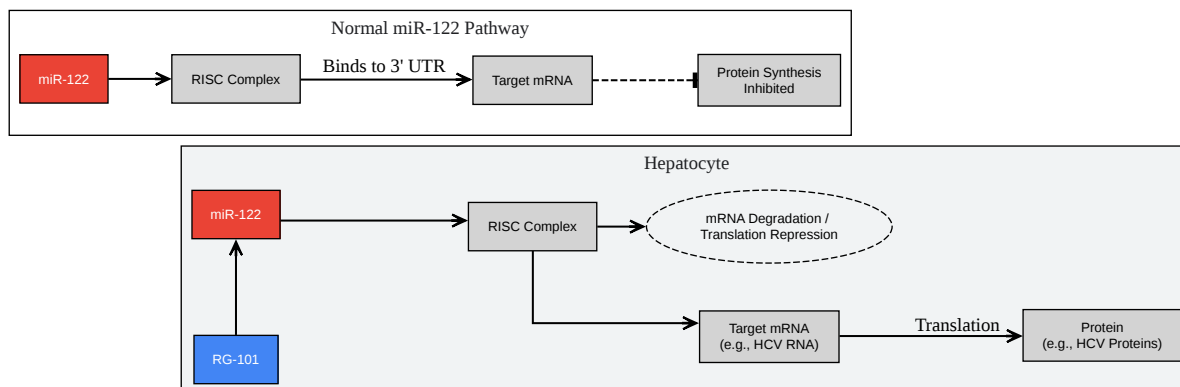 Normal miR-122 Pathway
miR-122
RISC Complex
Binds to 3' UTR
Target mRNA
Protein Synthesis
Inhibited
Hepatocyte
miR-122
RISC Complex
mRNA Degradation /
Translation Repression
RG-101
Target mRNA
(e.g., HCV RNA)
Translation
Protein
(e.g., HCV Proteins)